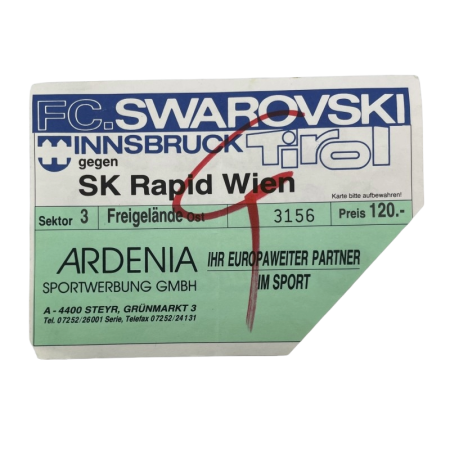 FC. SWAROVSKI
INNSBRUCK Tirol
gegen
SK Rapid Wien
Karte bitte aufbewahren!
Sektor 3 Freigelände Ost 3156 Preis 120.-
ARDENIA IHR EUROPAWEITER PARTNER
SPORTWERBUNG GMBH IM SPORT
A - 4400 STEYR, GRÜNMARKT 3
Tel. 07252/26001 Serie, Telefax 07252/24131